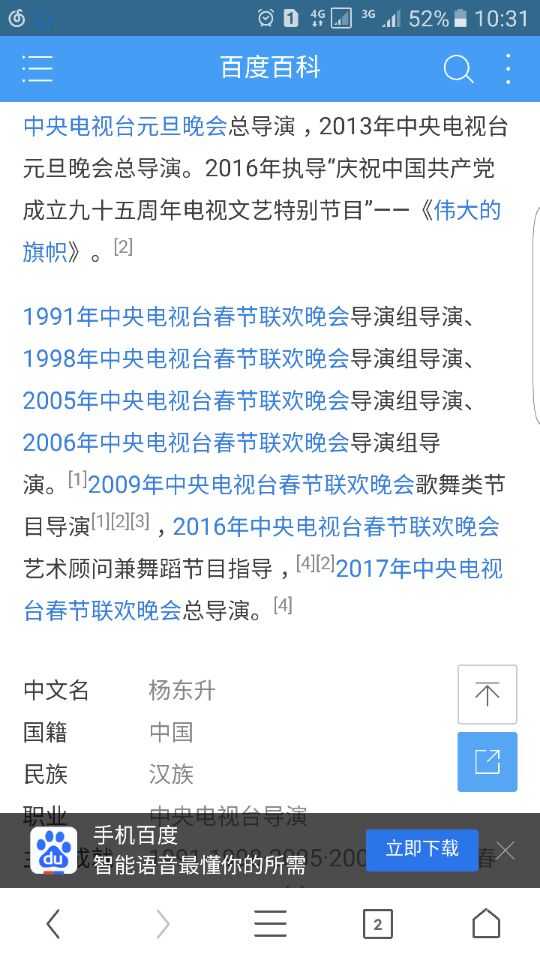 1 4G 3G 52% 10:31
百度百科
中央电视台元旦晚会总导演，2013年中央电视台
元旦晚会总导演。2016年执导“庆祝中国共产党
成立九十五周年电视文艺特别节目”——《伟大的
旗帜》。[2]
1991年中央电视台春节联欢晚会导演组导演、
1998年中央电视台春节联欢晚会导演组导演、
2005年中央电视台春节联欢晚会导演组导演、
2006年中央电视台春节联欢晚会导演组导
演。[1]2009年中央电视台春节联欢晚会歌舞类节
目导演[1][2][3]，2016年中央电视台春节联欢晚会
艺术顾问兼舞蹈节目指导，[4][2]2017年中央电视
台春节联欢晚会总导演。[4]
中文名 杨东升
国籍 中国
民族 汉族
职业 中央电视台导演
du 手机百度
智能语音最懂你的所需
立即下载
2